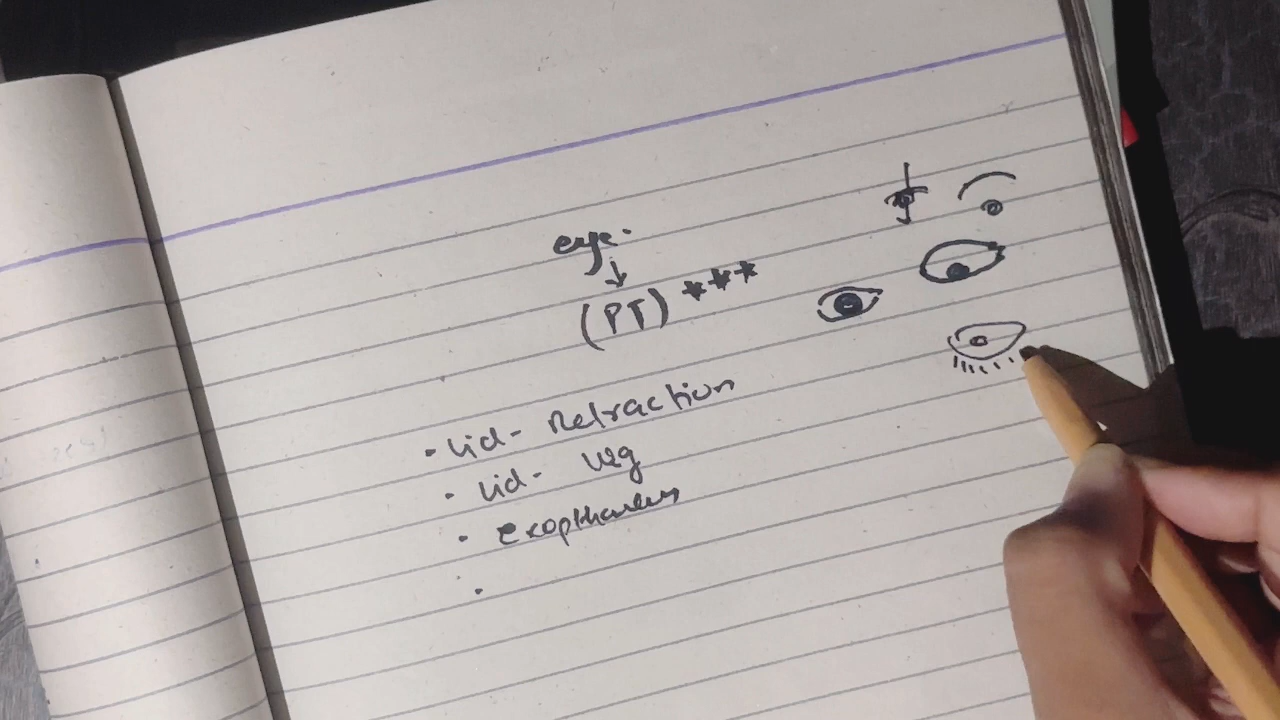 eye.
↓
(PT) ***
• Lid - Retraction
• Lid - lag
• Exopthalmus
•